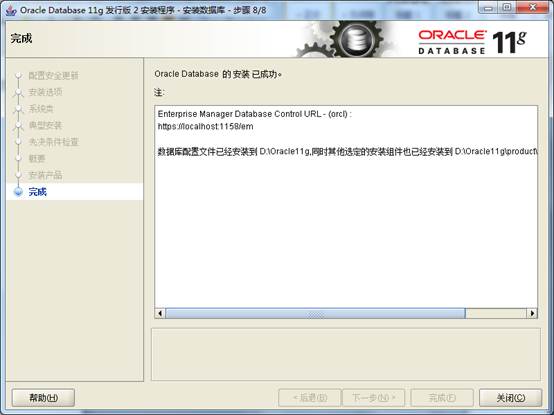 Oracle Database 11g 发行版 2 安装程序 - 安装数据库 - 步骤 8/8
完成
ORACLE
DATABASE 11g
配置安全更新
安装选项
系统类
典型安装
先决条件检查
概要
安装产品
完成
Oracle Database 的 安装 已成功。
注:
Enterprise Manager Database Control URL - (orcl) :
https://localhost:1158/em
数据库配置文件已经安装到 D:\Oracle11g,同时其他选定的安装组件也已经安装到 D:\Oracle11g\product\
帮助(H)
< 后退(B)
下一步(N) >
完成(F)
关闭(C)